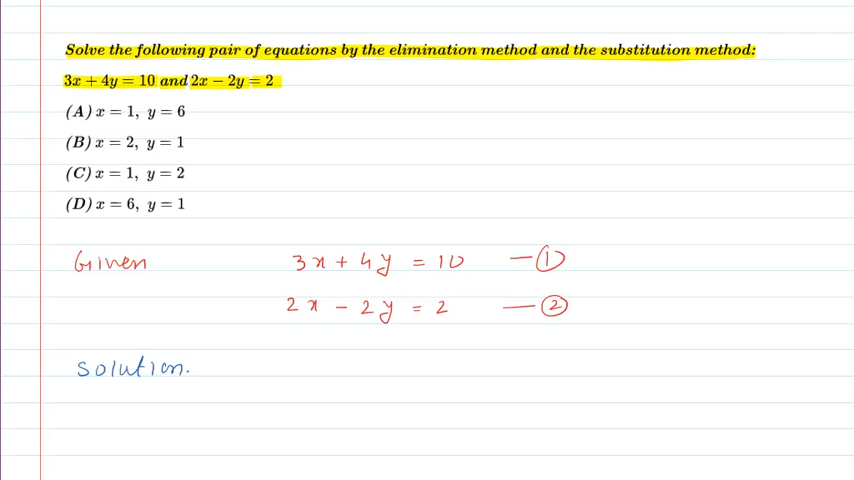 Solve the following pair of equations by the elimination method and the substitution method:
3x + 4y = 10 and 2x − 2y = 2
(A) x = 1, y = 6
(B) x = 2, y = 1
(C) x = 1, y = 2
(D) x = 6, y = 1
Given 3x + 4y = 10 —①
2x − 2y = 2 —②
Solution.